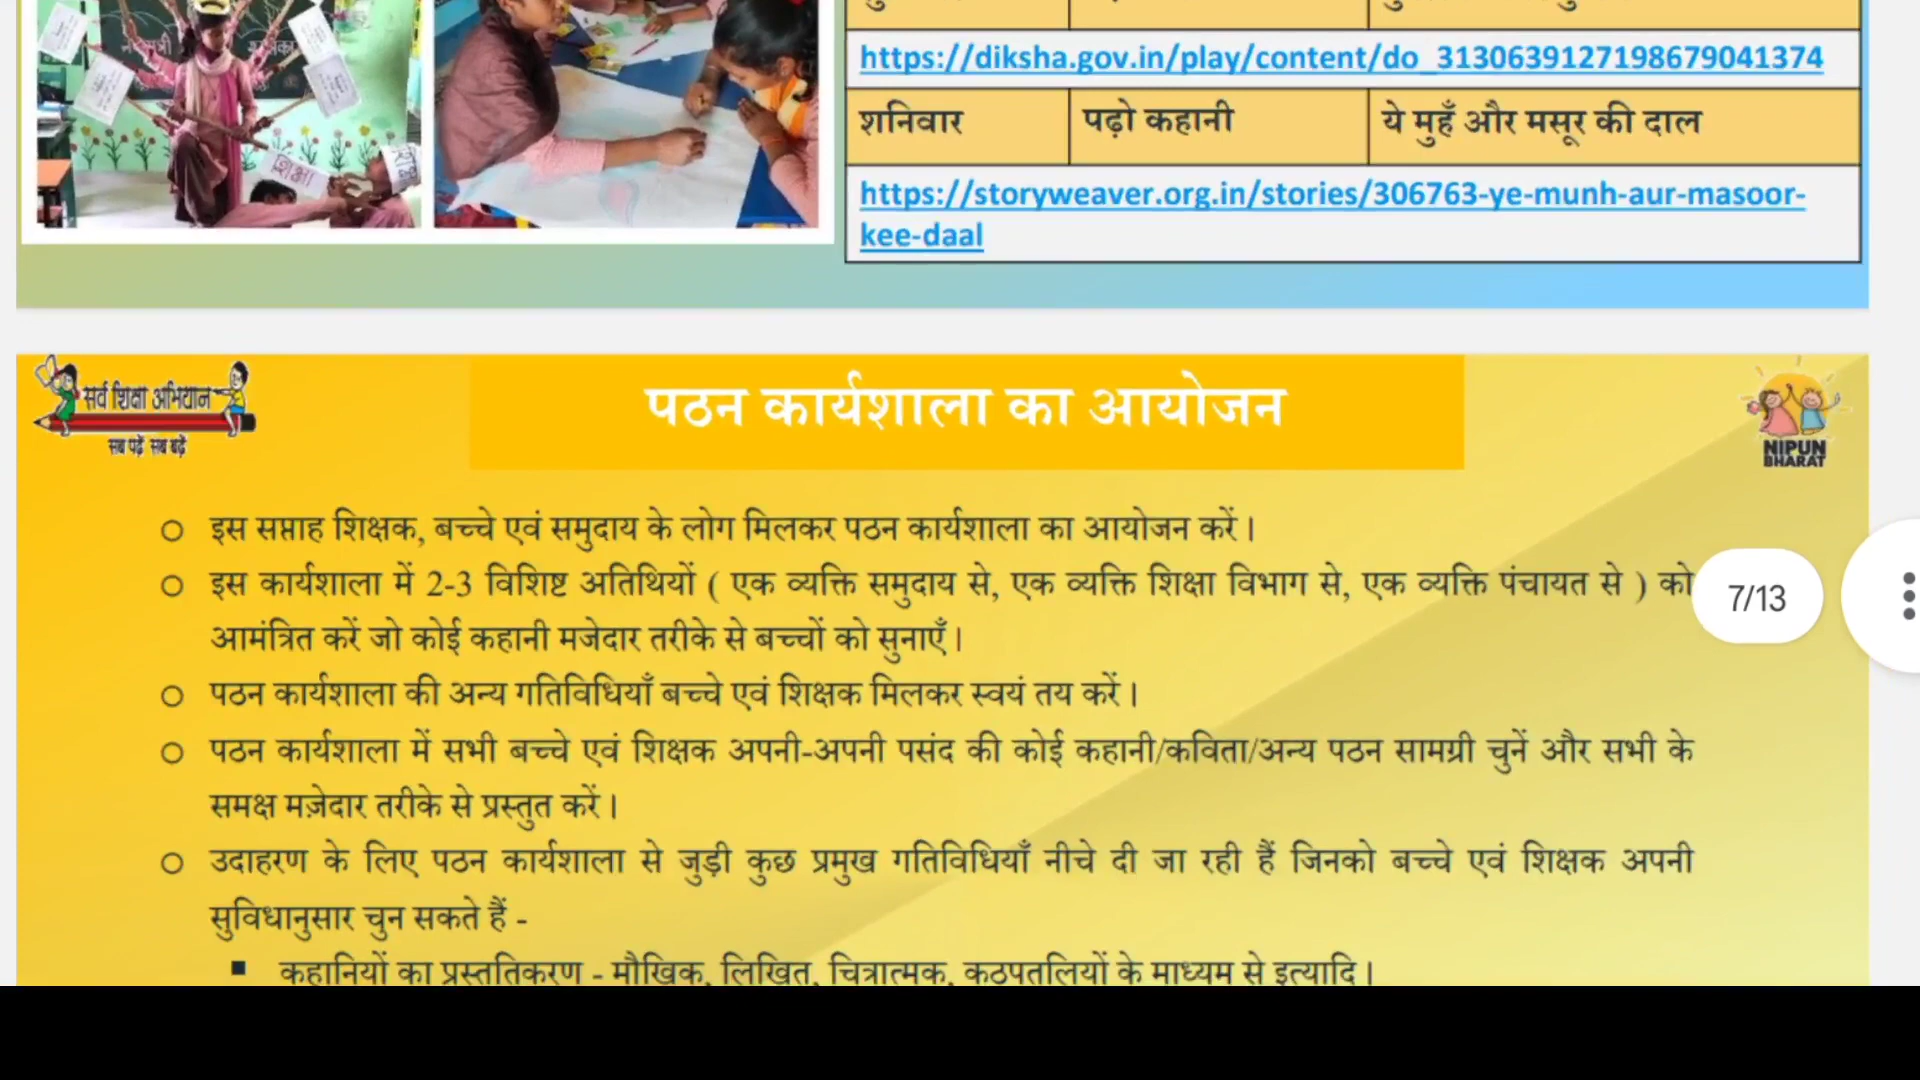 शिक्षा
https://diksha.gov.in/play/content/do_3130639127198679041374
शनिवार पढ़ो कहानी ये मुहँ और मसूर की दाल
https://storyweaver.org.in/stories/306763-ye-munh-aur-masoor-
kee-daal
सर्व शिक्षा अभियान
सब पढ़ें सब बढ़ें
पठन कार्यशाला का आयोजन
NIPUN
BHARAT
इस सप्ताह शिक्षक, बच्चे एवं समुदाय के लोग मिलकर पठन कार्यशाला का आयोजन करें।
इस कार्यशाला में 2-3 विशिष्ट अतिथियों ( एक व्यक्ति समुदाय से, एक व्यक्ति शिक्षा विभाग से, एक व्यक्ति पंचायत से ) को
आमंत्रित करें जो कोई कहानी मजेदार तरीके से बच्चों को सुनाएँ।
7/13
पठन कार्यशाला की अन्य गतिविधियाँ बच्चे एवं शिक्षक मिलकर स्वयं तय करें।
पठन कार्यशाला में सभी बच्चे एवं शिक्षक अपनी-अपनी पसंद की कोई कहानी/कविता/अन्य पठन सामग्री चुनें और सभी के
समक्ष मज़ेदार तरीके से प्रस्तुत करें।
उदाहरण के लिए पठन कार्यशाला से जुड़ी कुछ प्रमुख गतिविधियाँ नीचे दी जा रही हैं जिनको बच्चे एवं शिक्षक अपनी
सुविधानुसार चुन सकते हैं -
कहानियों का प्रस्तुतिकरण - मौखिक, लिखित, चित्रात्मक, कठपुतलियों के माध्यम से इत्यादि।